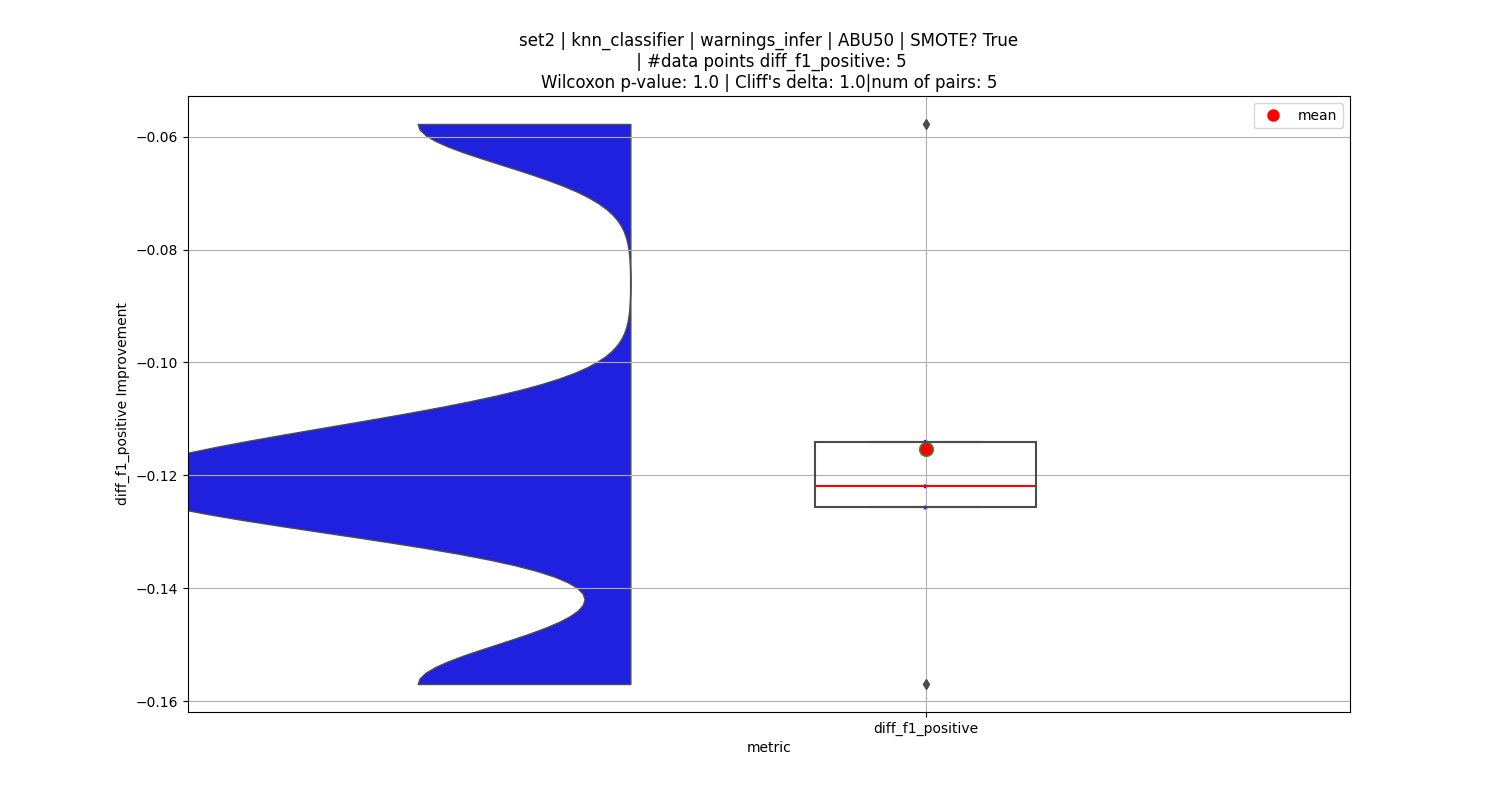 set2 | knn_classifier | warnings_infer | ABU50 | SMOTE? True
| #data points diff_f1_positive: 5
Wilcoxon p-value: 1.0 | Cliff's delta: 1.0|num of pairs: 5
mean
−0.06
−0.08
−0.10
−0.12
−0.14
−0.16
diff_f1_positive Improvement
diff_f1_positive
metric